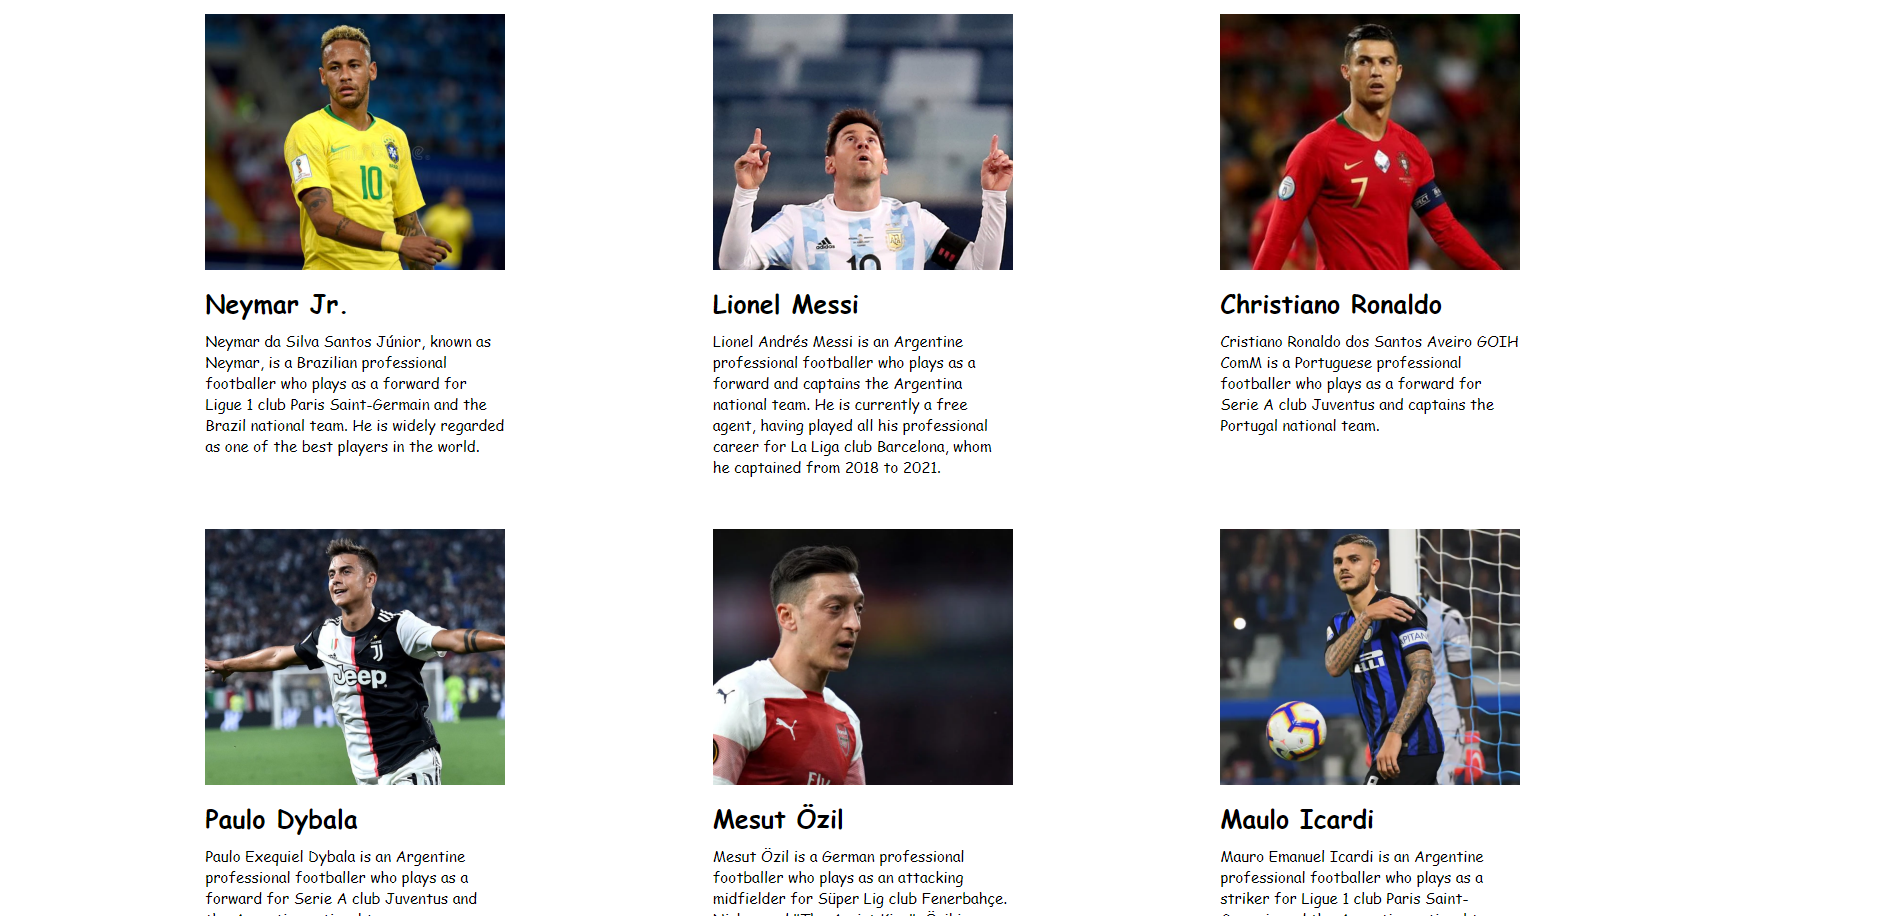 10
adidas
AFA
10
7
RESPECT
Neymar Jr.
Lionel Messi
Christiano Ronaldo
Neymar da Silva Santos Júnior, known as
Neymar, is a Brazilian professional
footballer who plays as a forward for
Ligue 1 club Paris Saint-Germain and the
Brazil national team. He is widely regarded
as one of the best players in the world.
Lionel Andrés Messi is an Argentine
professional footballer who plays as a
forward and captains the Argentina
national team. He is currently a free
agent, having played all his professional
career for La Liga club Barcelona, whom
he captained from 2018 to 2021.
Cristiano Ronaldo dos Santos Aveiro GOIH
ComM is a Portuguese professional
footballer who plays as a forward for
Serie A club Juventus and captains the
Portugal national team.
Jeep
PITAN
ELLI
Paulo Dybala
Mesut Özil
Maulo Icardi
Paulo Exequiel Dybala is an Argentine
professional footballer who plays as a
forward for Serie A club Juventus and
Mesut Özil is a German professional
footballer who plays as an attacking
midfielder for Süper Lig club Fenerbahçe.
Mauro Emanuel Icardi is an Argentine
professional footballer who plays as a
striker for Ligue 1 club Paris Saint-